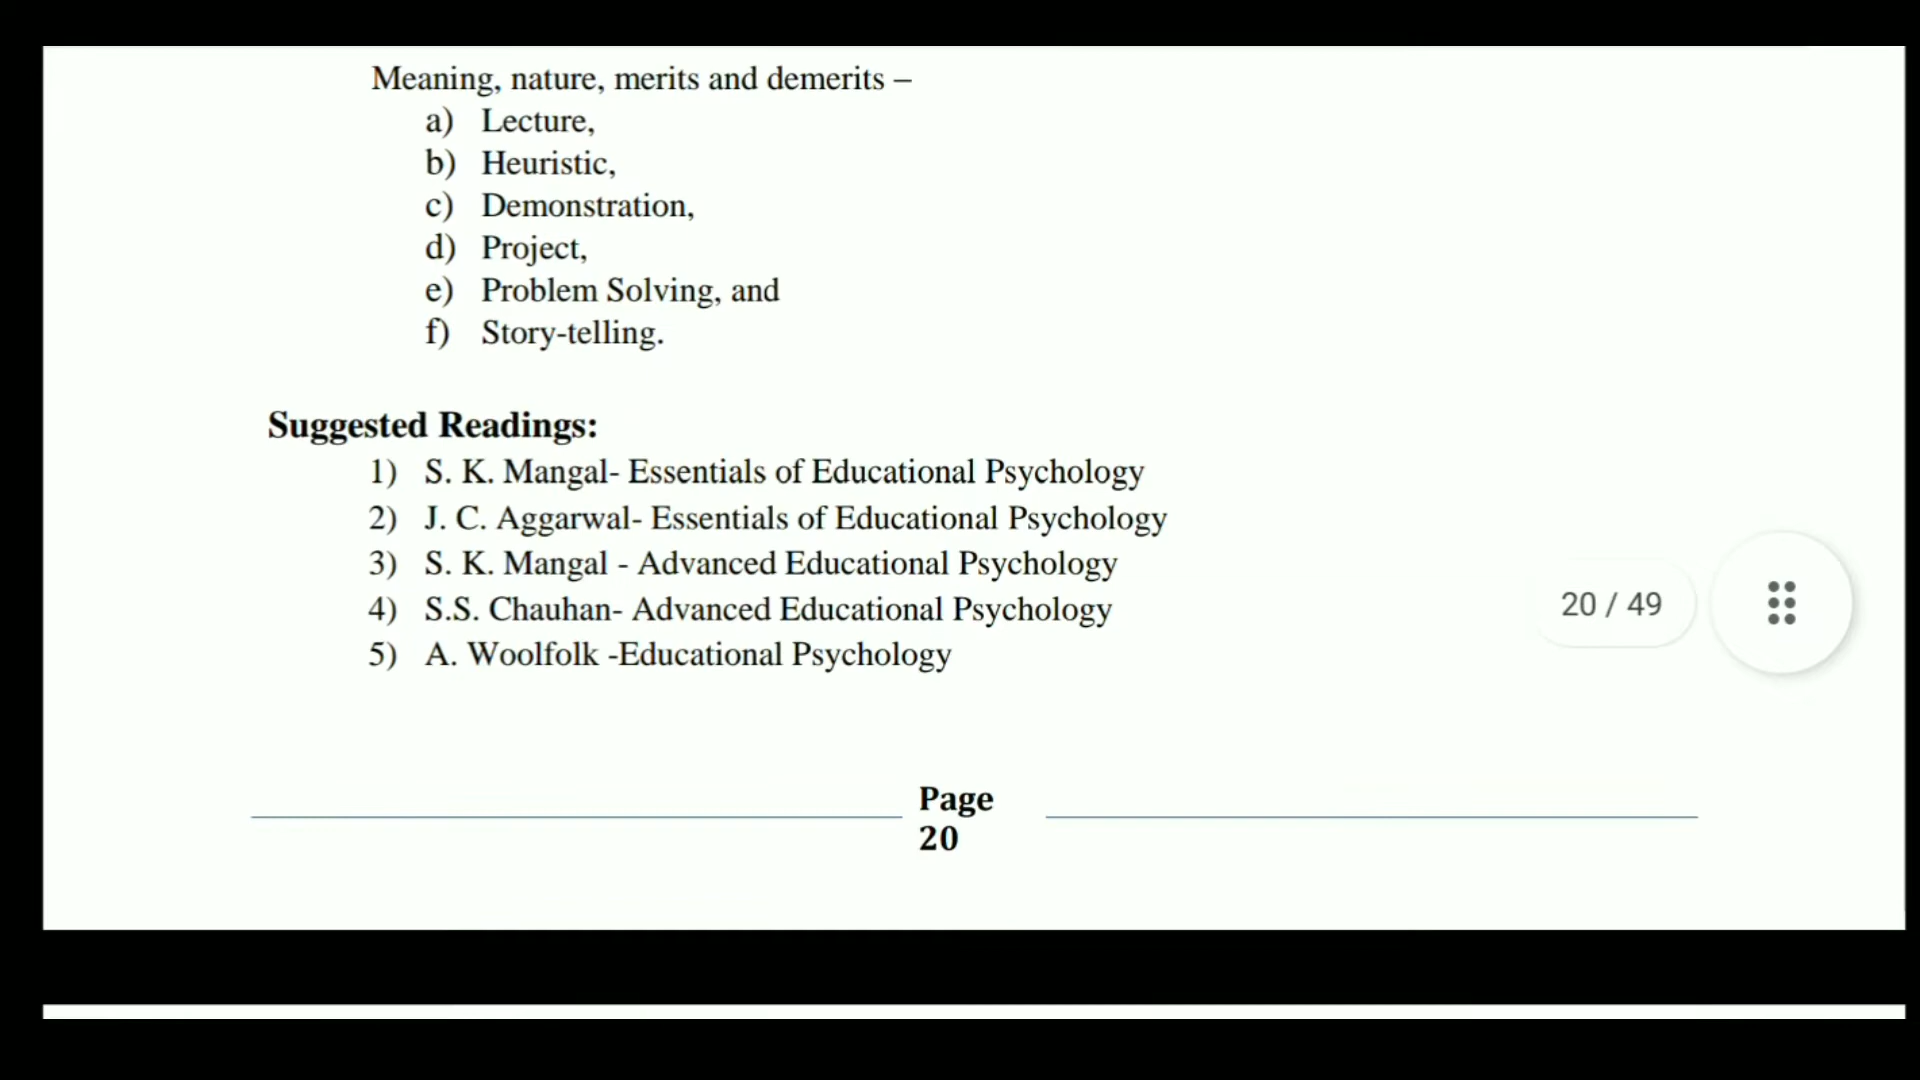 Meaning, nature, merits and demerits –
a) Lecture,
b) Heuristic,
c) Demonstration,
d) Project,
e) Problem Solving, and
f) Story-telling.
Suggested Readings:
1) S. K. Mangal- Essentials of Educational Psychology
2) J. C. Aggarwal- Essentials of Educational Psychology
3) S. K. Mangal - Advanced Educational Psychology
4) S.S. Chauhan- Advanced Educational Psychology
5) A. Woolfolk -Educational Psychology
20 / 49
Page
20